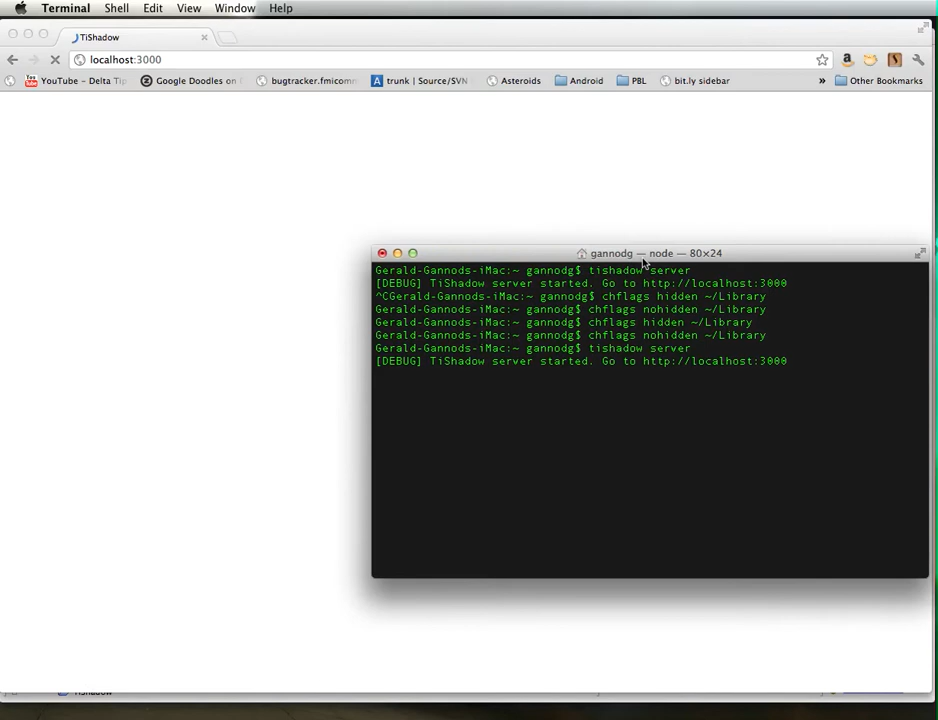 Terminal Shell Edit View Window Help
TiShadow
localhost:3000
YouTube - Delta Tip Google Doodles on bugtracker.fmicomm trunk | Source/SVN Asteroids Android PBL bit.ly sidebar » Other Bookmarks
gannodg — node — 80×24
Gerald-Gannods-iMac:~ gannodg$ tishadow server
[DEBUG] TiShadow server started. Go to http://localhost:3000
^CGerald-Gannods-iMac:~ gannodg$ chflags hidden ~/Library
Gerald-Gannods-iMac:~ gannodg$ chflags nohidden ~/Library
Gerald-Gannods-iMac:~ gannodg$ chflags hidden ~/Library
Gerald-Gannods-iMac:~ gannodg$ chflags nohidden ~/Library
Gerald-Gannods-iMac:~ gannodg$ tishadow server
[DEBUG] TiShadow server started. Go to http://localhost:3000
TiShadow